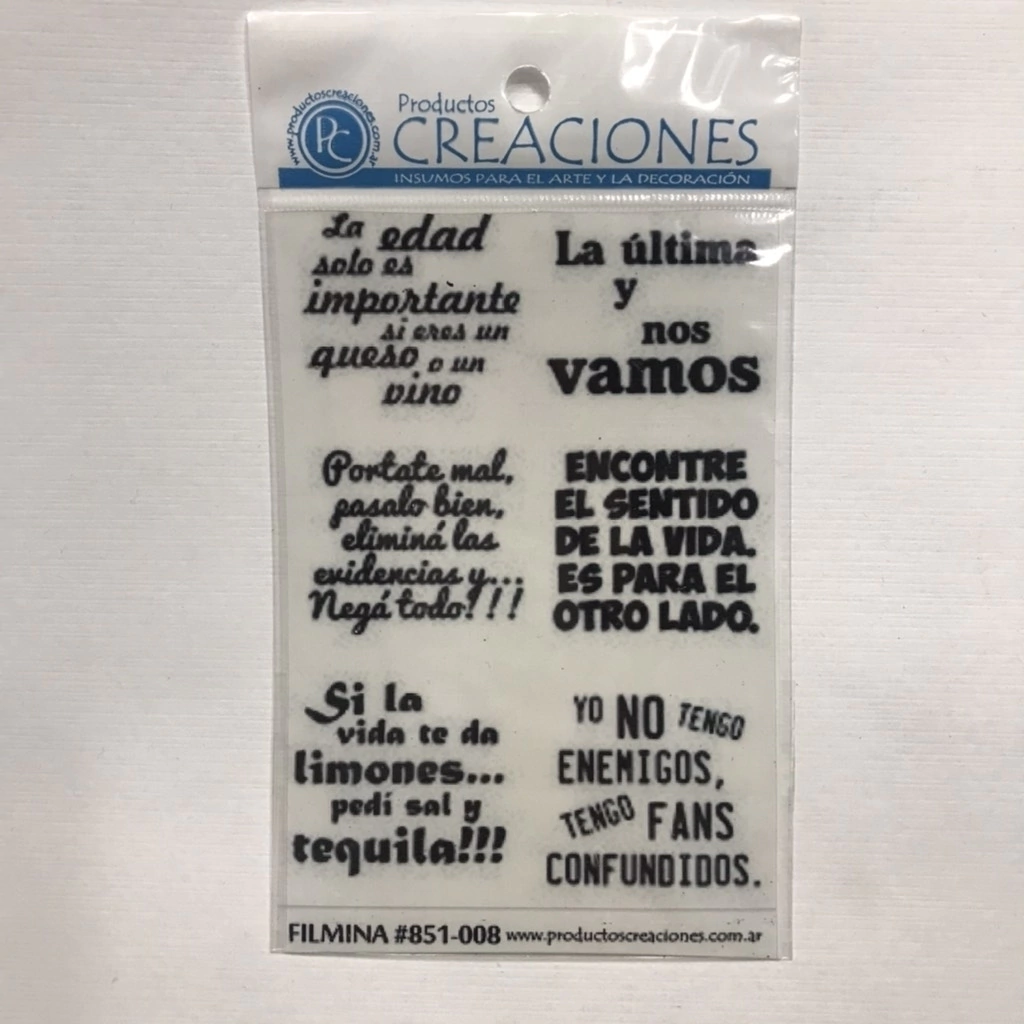 www.productoscreaciones.com.ar
PC
Productos
CREACIONES
INSUMOS PARA EL ARTE Y LA DECORACIÓN
La edad
solo es
importante
si eres un
queso o un
vino
La última
y
nos
vamos
Portate mal,
pasalo bien,
eliminá las
evidencias y...
Negá todo!!!
ENCONTRE
EL SENTIDO
DE LA VIDA.
ES PARA EL
OTRO LADO.
Si la
vida te da
limones...
pedí sal y
tequila!!!
YO NO TENGO
ENEMIGOS,
TENGO FANS
CONFUNDIDOS.
FILMINA #851-008 www.productoscreaciones.com.ar